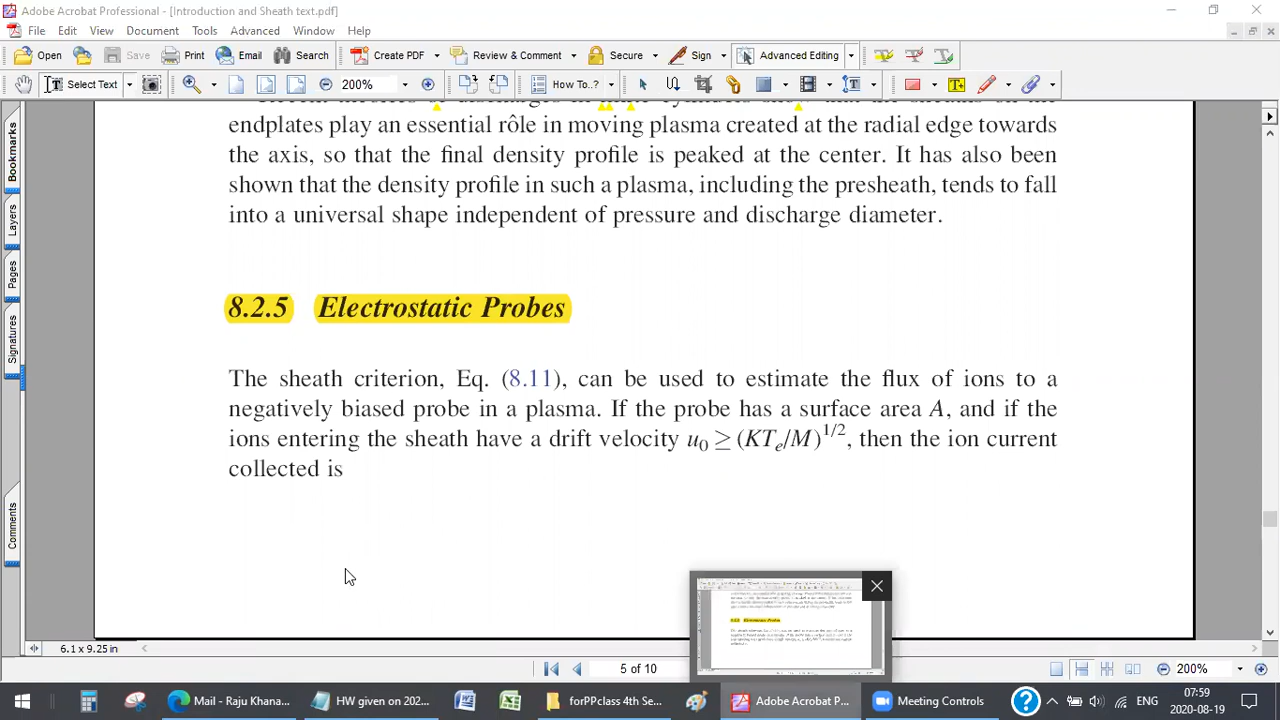 Adobe Acrobat Professional - [Introduction and Sheath text.pdf]
File Edit View Document Tools Advanced Window Help
Open Save Print Email Search Create PDF Review & Comment Secure Sign Advanced Editing
Select Text 200% How To..?
Bookmarks
Layers
Pages
Signatures
Comments
endplates play an essential rôle in moving plasma created at the radial edge towards
the axis, so that the final density profile is peaked at the center. It has also been
shown that the density profile in such a plasma, including the presheath, tends to fall
into a universal shape independent of pressure and discharge diameter.
8.2.5 Electrostatic Probes
The sheath criterion, Eq. (8.11), can be used to estimate the flux of ions to a
negatively biased probe in a plasma. If the probe has a surface area A, and if the
ions entering the sheath have a drift velocity u₀ ≥ (KTₑ/M)^1/2, then the ion current
collected is
5 of 10 200%
Mail - Raju Khana... HW given on 202... forPPclass 4th Se... Adobe Acrobat P... Meeting Controls ENG 07:59
2020-08-19